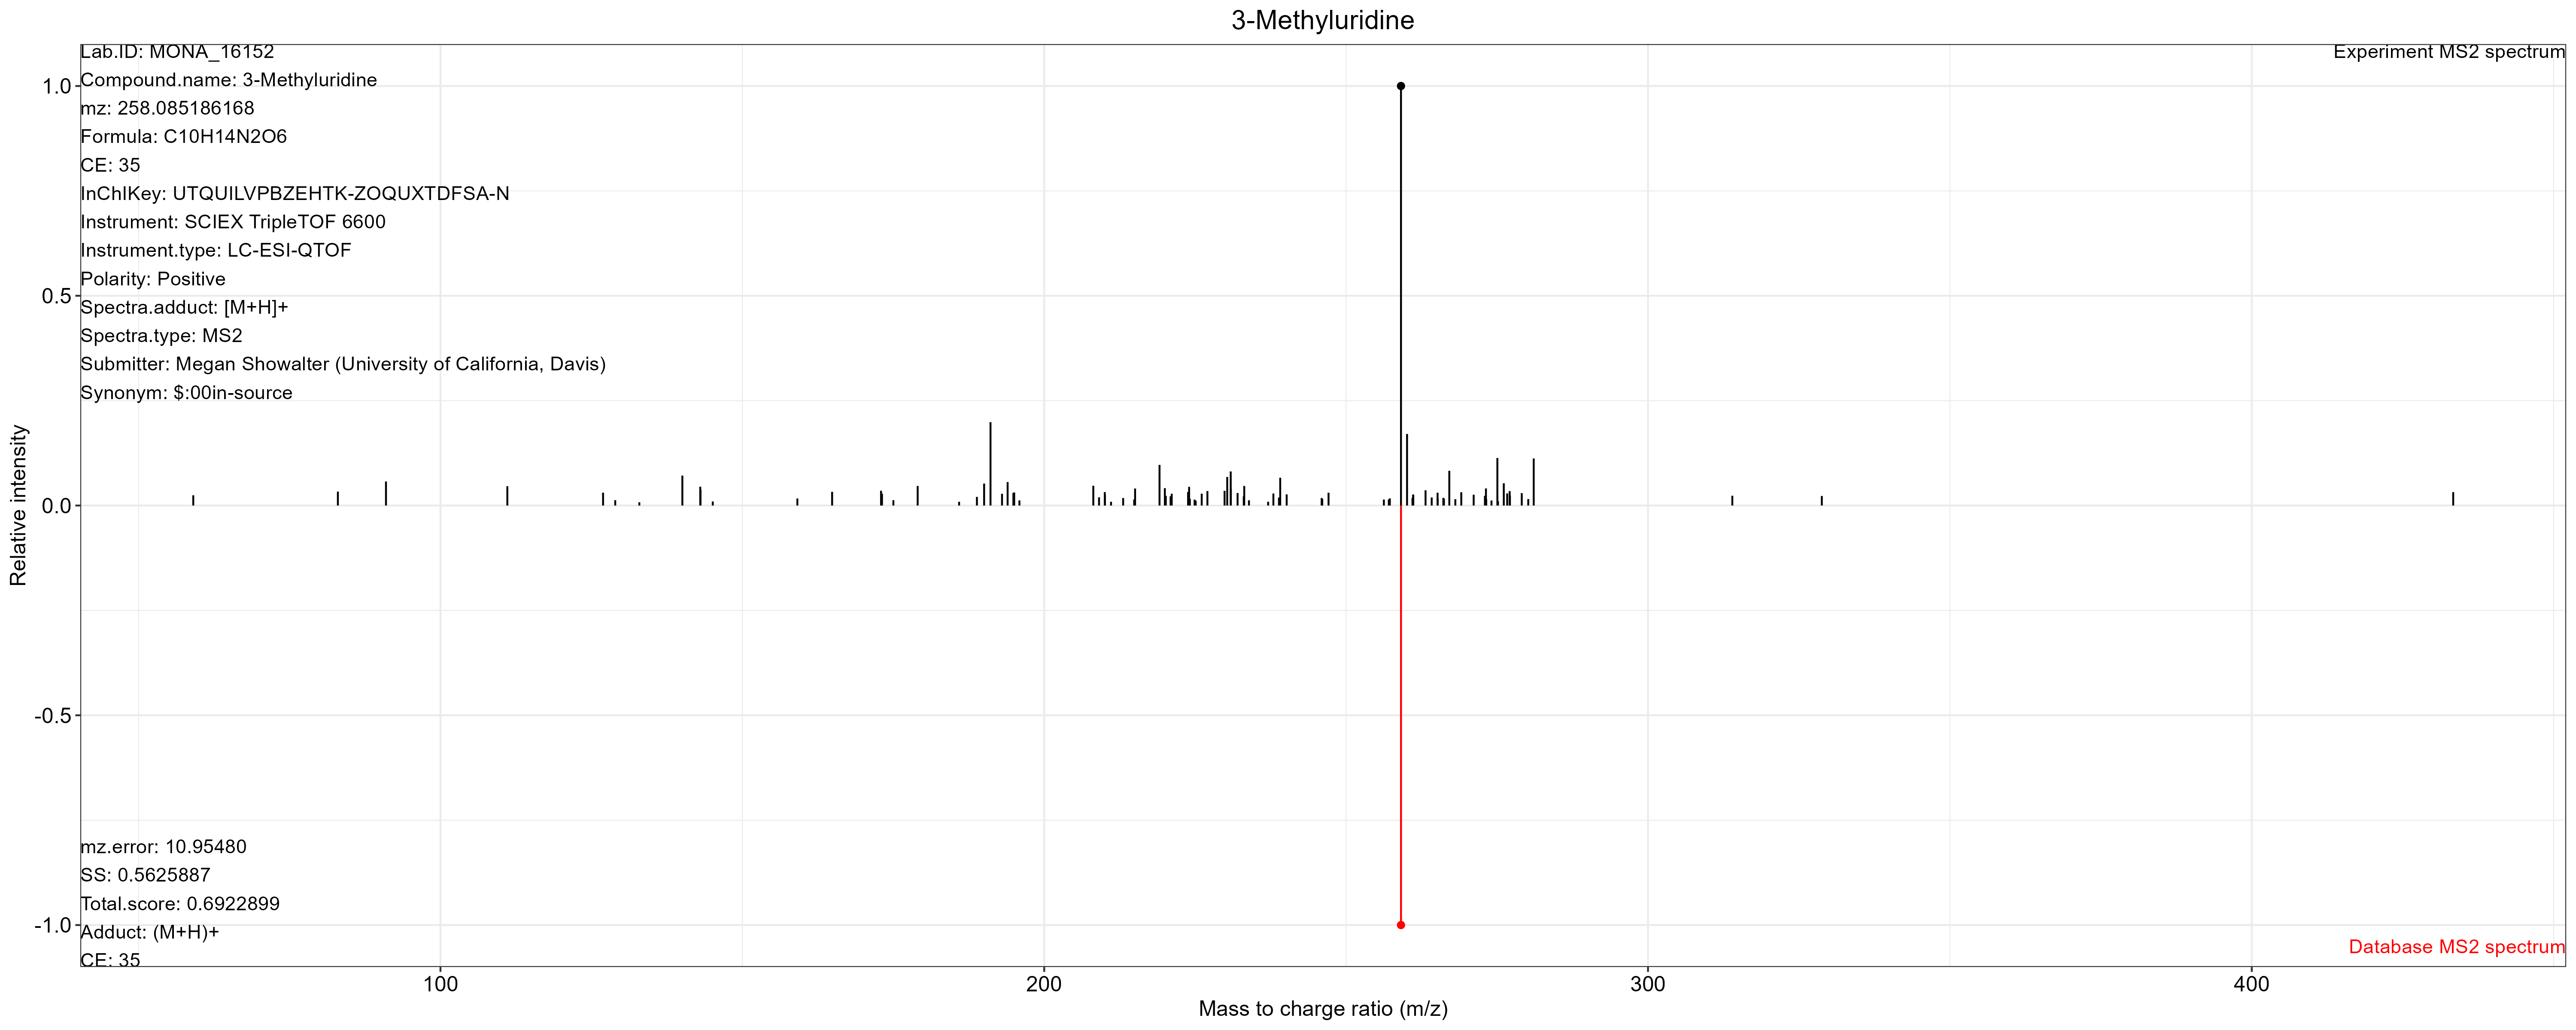 3-Methyluridine
Lab.ID: MONA_16152
Experiment MS2 spectrum
Compound.name: 3-Methyluridine
mz: 258.085186168
Formula: C10H14N2O6
CE: 35
InChIKey: UTQUILVPBZEHTK-ZOQUXTDFSA-N
Instrument: SCIEX TripleTOF 6600
Instrument.type: LC-ESI-QTOF
Polarity: Positive
Spectra.adduct: [M+H]+
Spectra.type: MS2
Submitter: Megan Showalter (University of California, Davis)
Synonym: $:00in-source
1.0
0.5
0.0
-0.5
-1.0
Relative intensity
mz.error: 10.95480
SS: 0.5625887
Total.score: 0.6922899
Adduct: (M+H)+
CE: 35
Database MS2 spectrum
100
200
300
400
Mass to charge ratio (m/z)